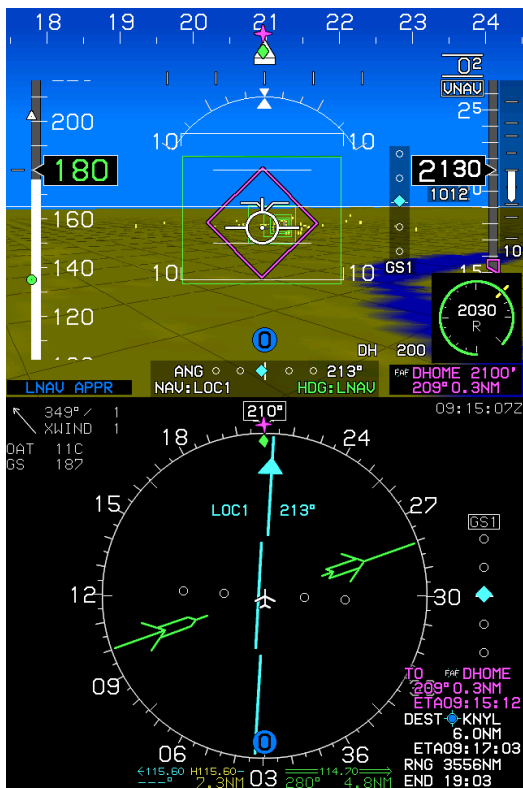 18 19 20 21 22 23 24
02
VNAV
25
200
10 10
180
2130
1012
160
140
10 10
GS1
15
10
120
2030
R
O
DH 200
ANG 213°
FAF DHOME 2100'
LNAV APPR
NAV:LOC1 HDG:LNAV
209° 0.3NM
349°/ 1
XWIND 1
210°
09:15:07Z
OAT 11C
GS 187
18 24
15 27
LOC1 213°
GS1
12 30
09
TO FAF DHOME
209° 0.3NM
ETA09:15:12
DEST KNYL
6.0NM
ETA09:17:03
O
06 36
RNG 3556NM
←115.60 H115.60- 114.70→
---° 7.3NM 03 280° 4.8NM
END 19:03